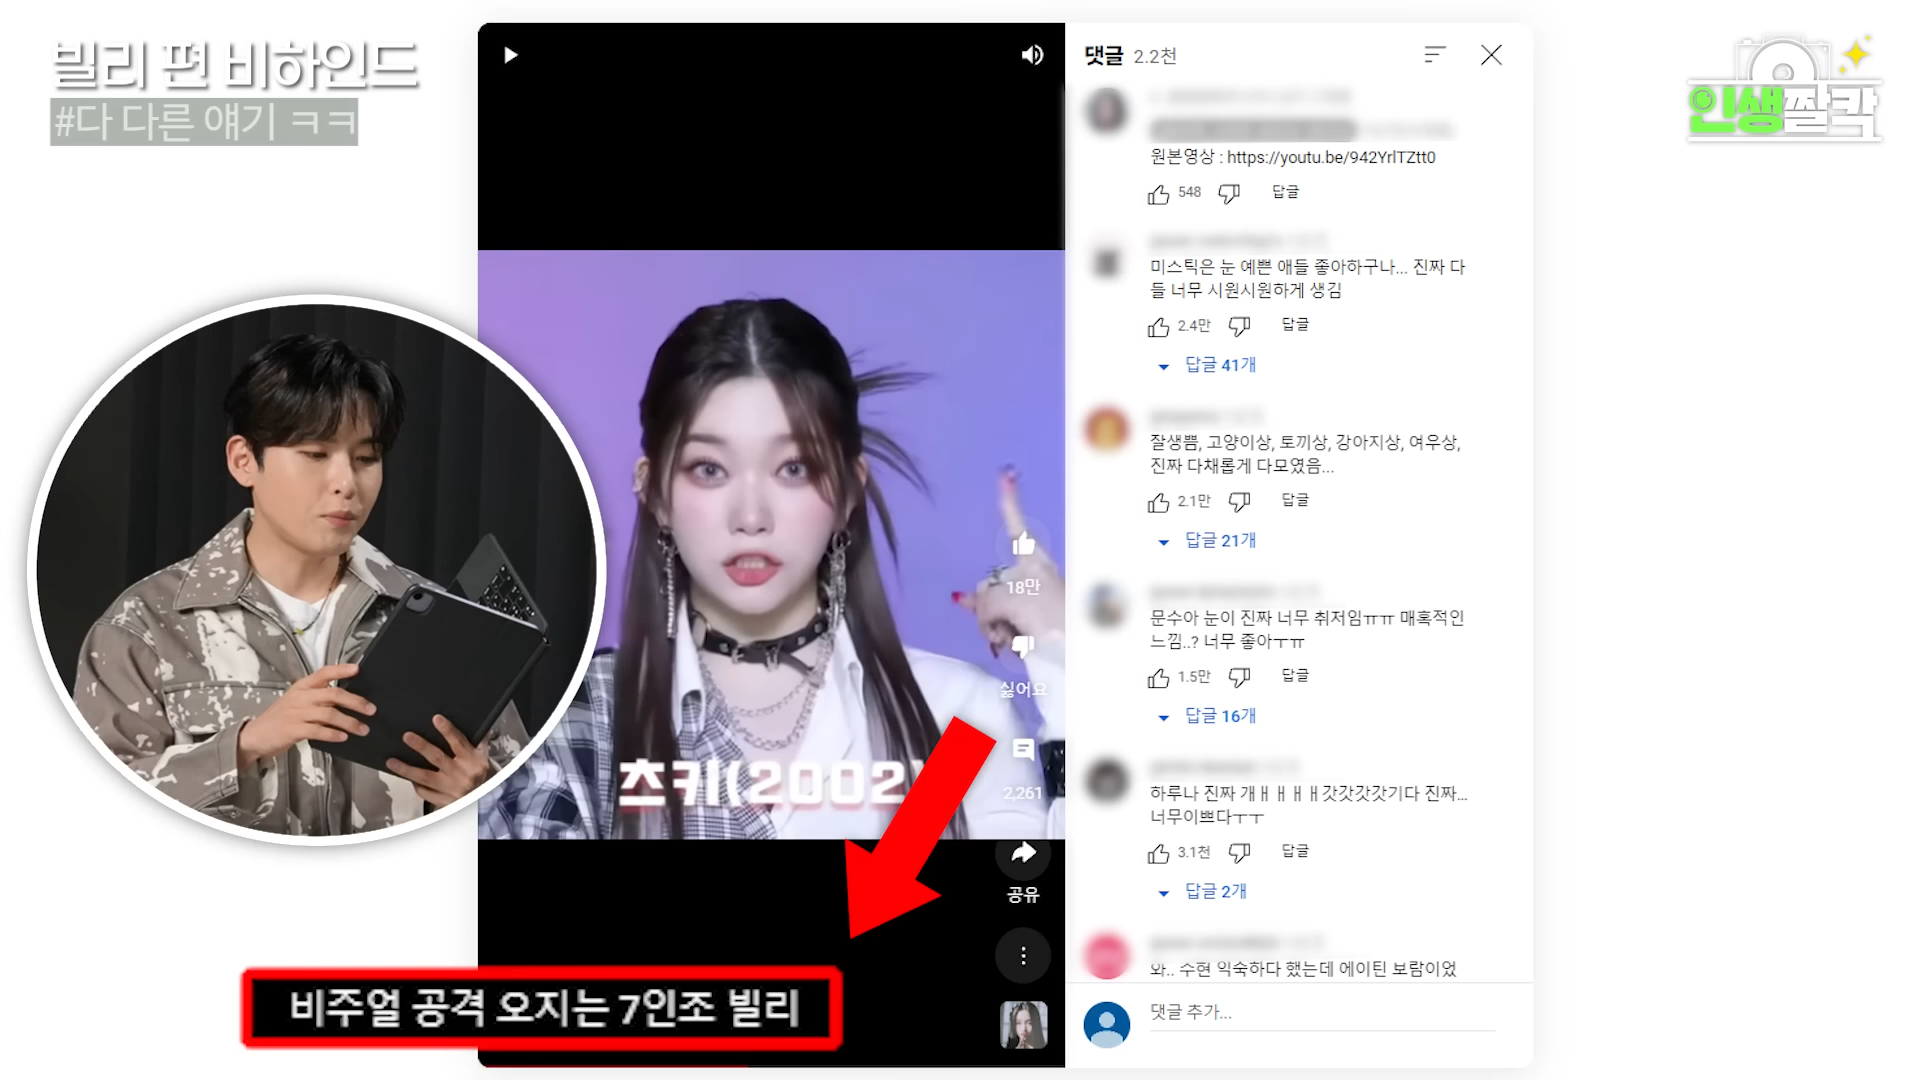 빌리 편 비하인드
#다 다른 얘기 ㅋㅋ
인생짤칵
댓글 2.2천
원본영상 : https://youtu.be/942YrlTZtt0
548 답글
미스틱은 눈 예쁜 애들 좋아하구나... 진짜 다
들 너무 시원시원하게 생김
2.4만 답글
답글 41개
잘생쁨, 고양이상, 토끼상, 강아지상, 여우상,
진짜 다채롭게 다모였음...
2.1만 답글
답글 21개
문수아 눈이 진짜 너무 취저임ㅠㅠ 매혹적인
느낌..? 너무 좋아ㅜㅠ
1.5만 답글
답글 16개
하루나 진짜 개ㅐㅐㅐㅐ갓갓갓갓기다 진짜...
너무이쁘다ㅜㅜ
3.1천 답글
답글 2개
와.. 수현 익숙하다 했는데 에이틴 보람이었
댓글 추가...
18만
싫어요
2,261
공유
츠키(2002)
비주얼 공격 오지는 7인조 빌리